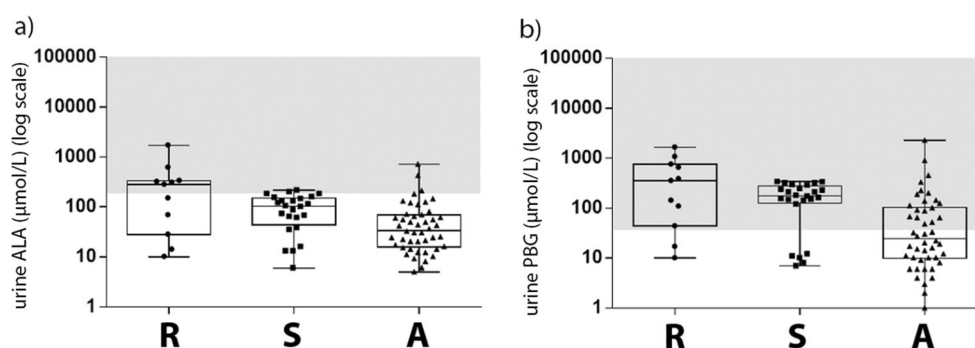 a)
urine ALA (μmol/L) (log scale)
100000
10000
1000
100
10
1
R S A
b)
urine PBG (μmol/L) (log scale)
100000
10000
1000
100
10
1
R S A